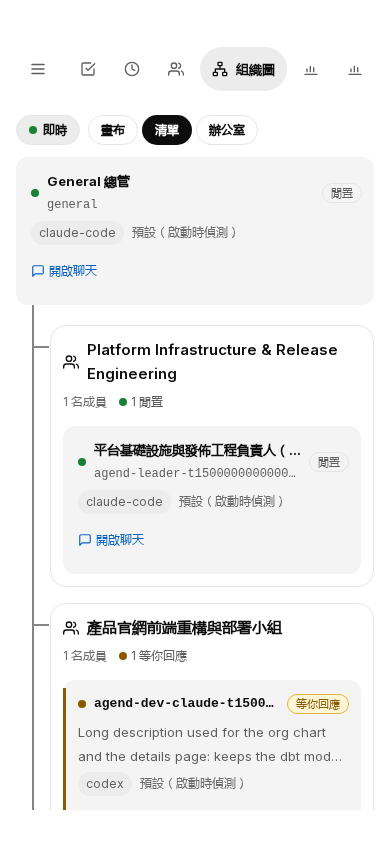 組織圖
即時
畫布
清單
辦公室
General 總管
閒置
general
claude-code
預設（啟動時偵測）
開啟聊天
Platform Infrastructure & Release
Engineering
1 名成員
1 閒置
平台基礎設施與發佈工程負責人（...
閒置
agend-leader-t1500000000000…
claude-code
預設（啟動時偵測）
開啟聊天
產品官網前端重構與部署小組
1 名成員
1 等你回應
agend-dev-claude-t1500…
等你回應
Long description used for the org chart
and the details page: keeps the dbt mod...
codex
預設（啟動時偵測）